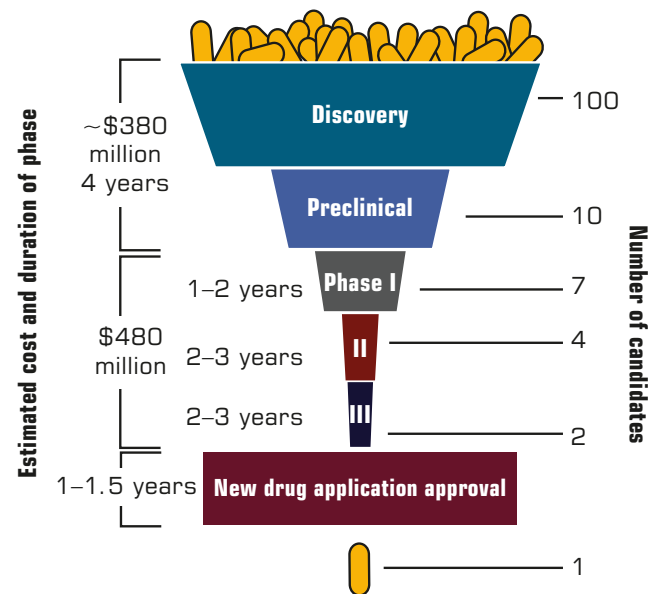 Estimated cost and duration of phase
~$380
million
4 years
Discovery
100
Preclinical
10
1–2 years
Phase I
7
$480
million
2–3 years
II
4
2–3 years
III
2
1–1.5 years
New drug application approval
1
Number of candidates